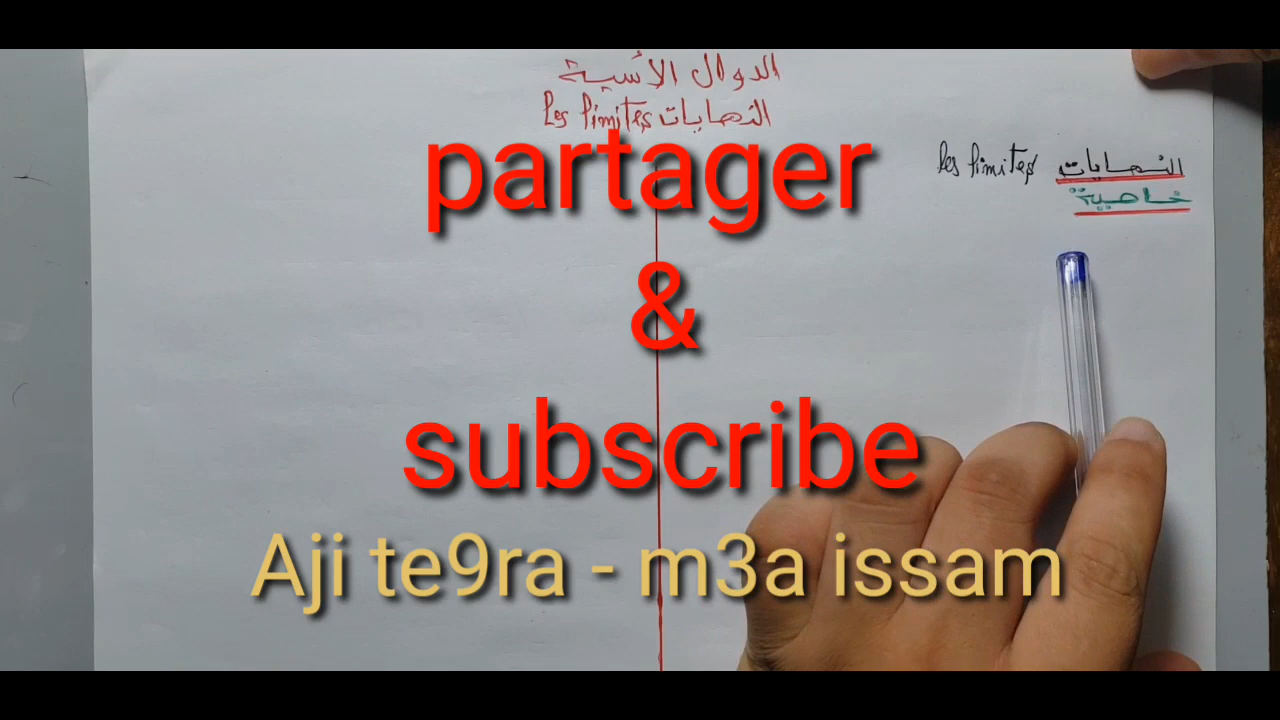 الدوال الأسية
النهايات les limites
partager
&
subscribe
Aji te9ra - m3a issam
النهايات les limites
خاصية